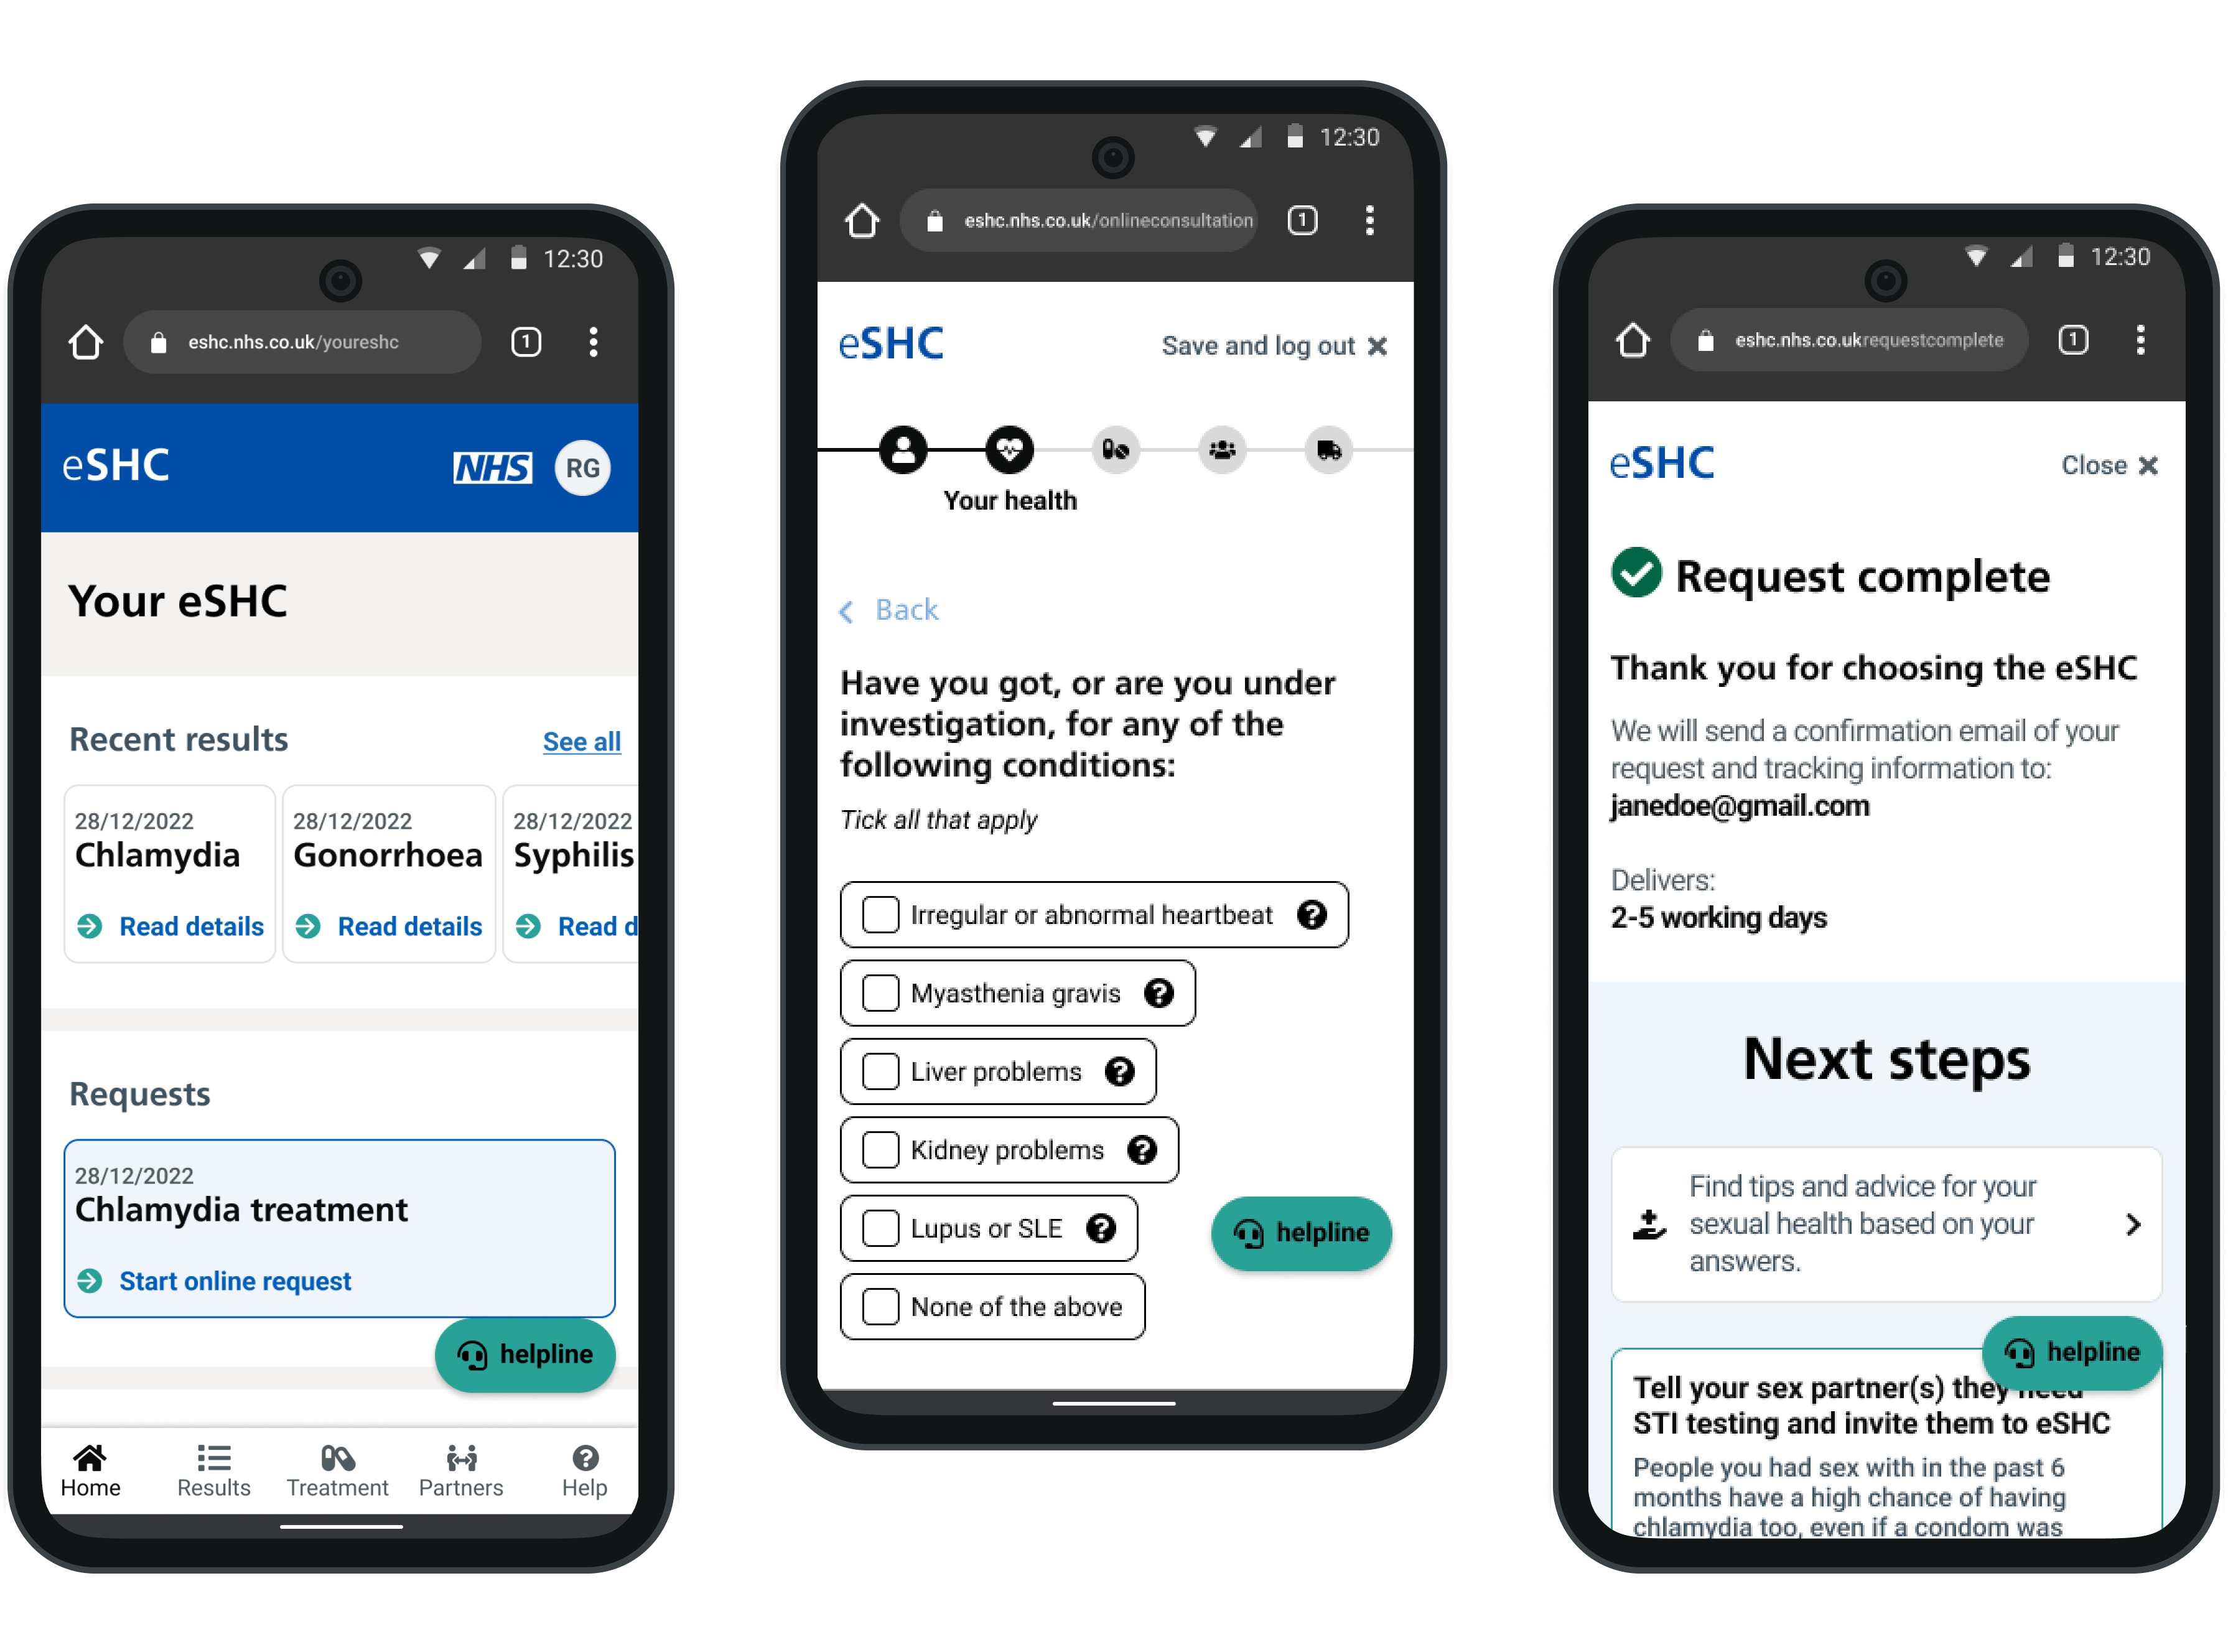 12:30
eshc.nhs.co.uk/youreshc
1
eSHC
NHS
RG
Your eSHC
Recent results
See all
28/12/2022
Chlamydia
Read details
28/12/2022
Gonorrhoea
Read details
28/12/2022
Syphilis
Read d
Requests
28/12/2022
Chlamydia treatment
Start online request
helpline
Home
Results
Treatment
Partners
Help
12:30
eshc.nhs.co.uk/onlineconsultation
1
eSHC
Save and log out
Your health
Back
Have you got, or are you under
investigation, for any of the
following conditions:
Tick all that apply
Irregular or abnormal heartbeat ?
Myasthenia gravis ?
Liver problems ?
Kidney problems ?
Lupus or SLE ?
None of the above
helpline
12:30
eshc.nhs.co.ukrequestcomplete
1
eSHC
Close
Request complete
Thank you for choosing the eSHC
We will send a confirmation email of your
request and tracking information to:
janedoe@gmail.com
Delivers:
2-5 working days
Next steps
Find tips and advice for your
sexual health based on your
answers.
helpline
Tell your sex partner(s) they need
STI testing and invite them to eSHC
People you had sex with in the past 6
months have a high chance of having
chlamydia too, even if a condom was